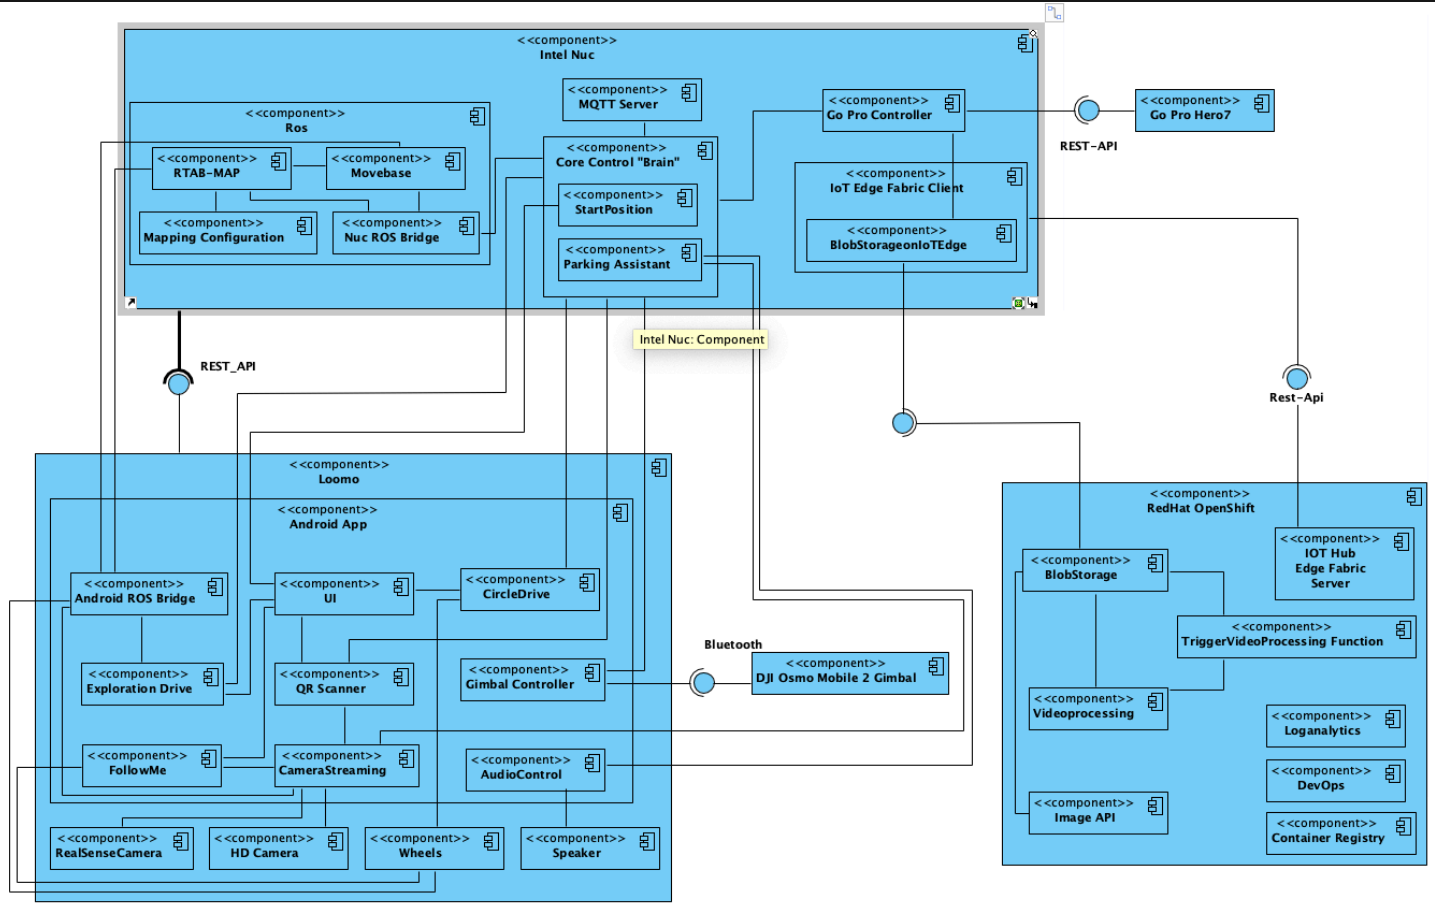 <<component>>
Intel Nuc
<<component>>
Ros
<<component>>
RTAB-MAP
<<component>>
Movebase
<<component>>
Mapping Configuration
<<component>>
Nuc ROS Bridge
<<component>>
MQTT Server
<<component>>
Core Control "Brain"
<<component>>
StartPosition
<<component>>
Parking Assistant
<<component>>
Go Pro Controller
<<component>>
IoT Edge Fabric Client
<<component>>
BlobStorageonIoTEdge
REST-API
<<component>>
Go Pro Hero7
Intel Nuc: Component
REST_API
Rest-Api
<<component>>
Loomo
<<component>>
Android App
<<component>>
Android ROS Bridge
<<component>>
UI
<<component>>
CircleDrive
<<component>>
Exploration Drive
<<component>>
QR Scanner
<<component>>
Gimbal Controller
<<component>>
FollowMe
<<component>>
CameraStreaming
<<component>>
AudioControl
<<component>>
RealSenseCamera
<<component>>
HD Camera
<<component>>
Wheels
<<component>>
Speaker
Bluetooth
<<component>>
DJI Osmo Mobile 2 Gimbal
<<component>>
RedHat OpenShift
<<component>>
IOT Hub
Edge Fabric
Server
<<component>>
BlobStorage
<<component>>
TriggerVideoProcessing Function
<<component>>
Videoprocessing
<<component>>
Loganalytics
<<component>>
DevOps
<<component>>
Image API
<<component>>
Container Registry